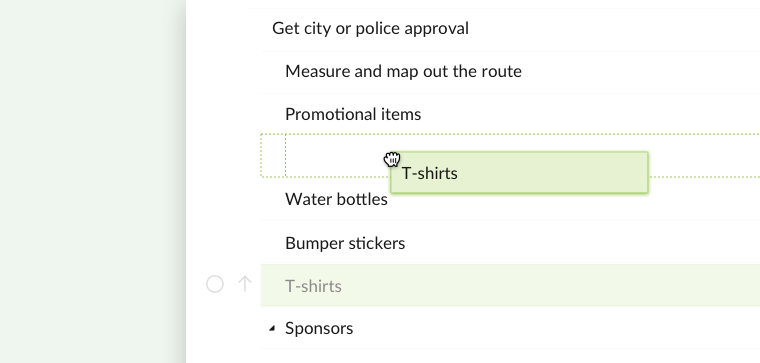 Get city or police approval
Measure and map out the route
Promotional items
T-shirts
Water bottles
Bumper stickers
T-shirts
Sponsors